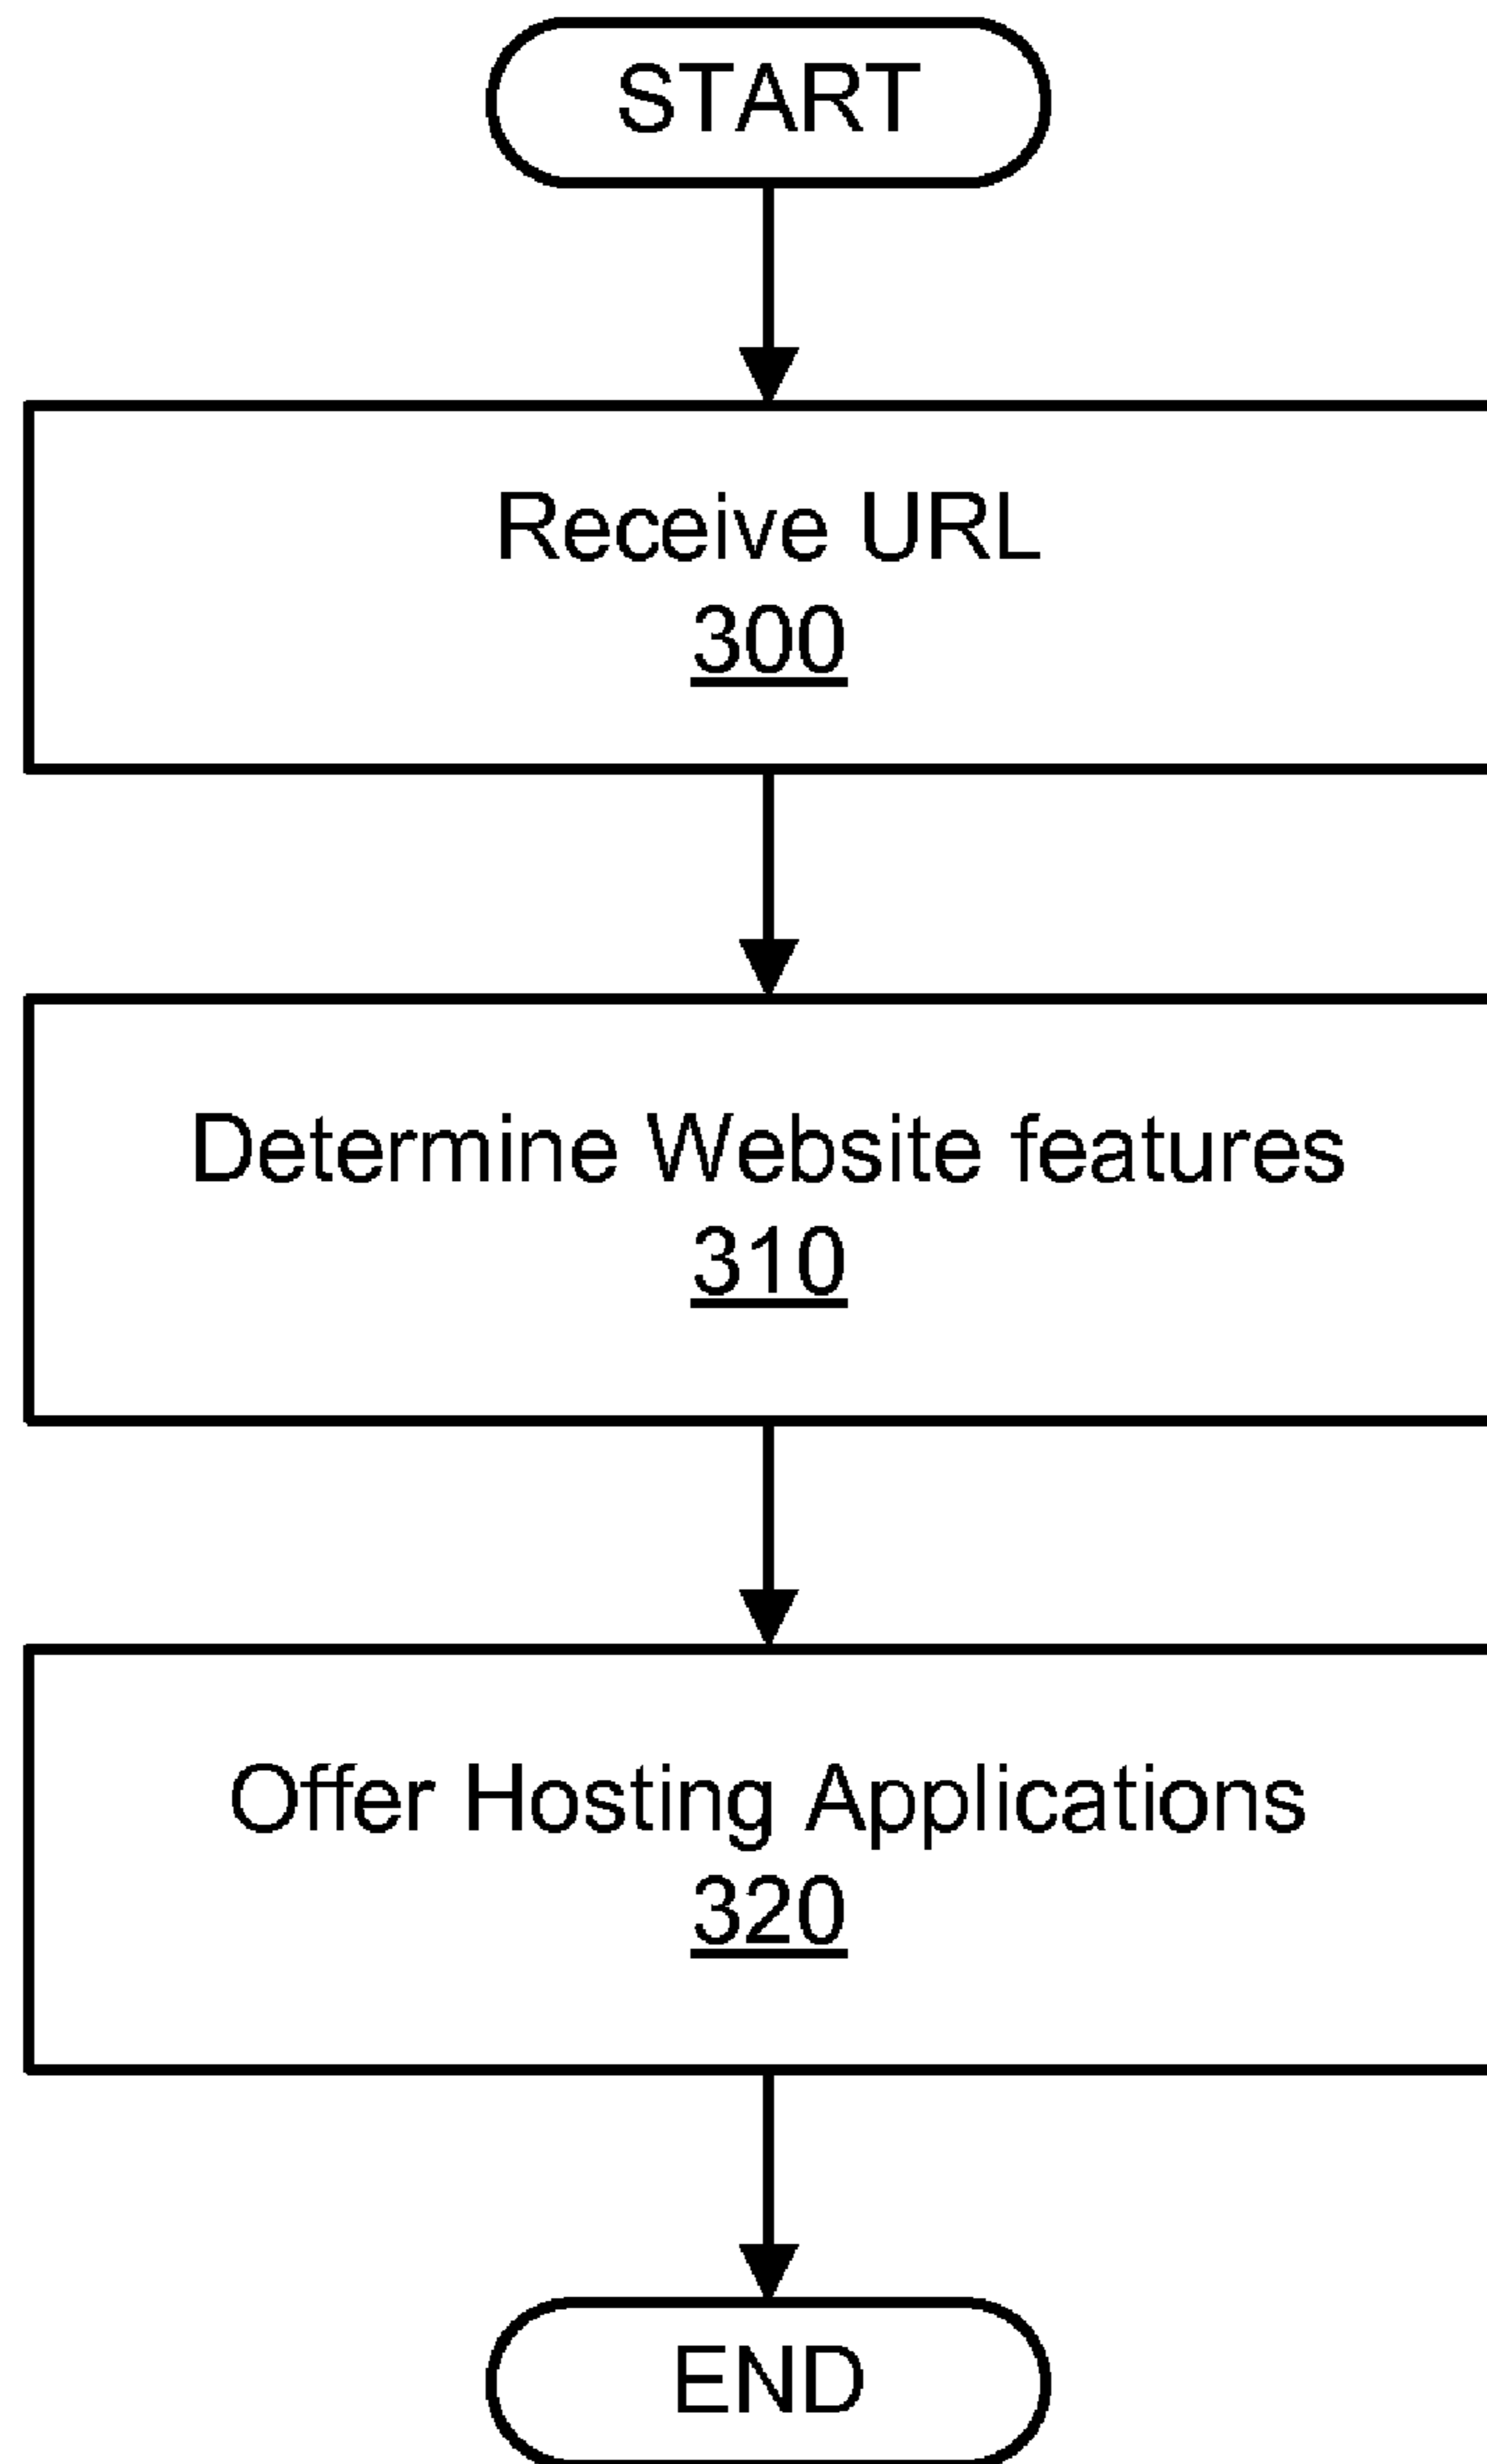 START
Receive URL
300
Determine Website features
310
Offer Hosting Applications
320
END